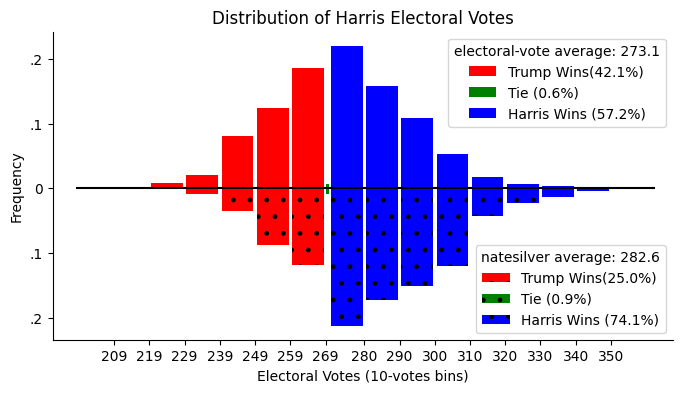 Distribution of Harris Electoral Votes
electoral-vote average: 273.1
Trump Wins(42.1%)
Tie (0.6%)
Harris Wins (57.2%)
.2
.1
0
.1
.2
Frequency
natesilver average: 282.6
Trump Wins(25.0%)
Tie (0.9%)
Harris Wins (74.1%)
209 219 229 239 249 259 269 280 290 300 310 320 330 340 350
Electoral Votes (10-votes bins)